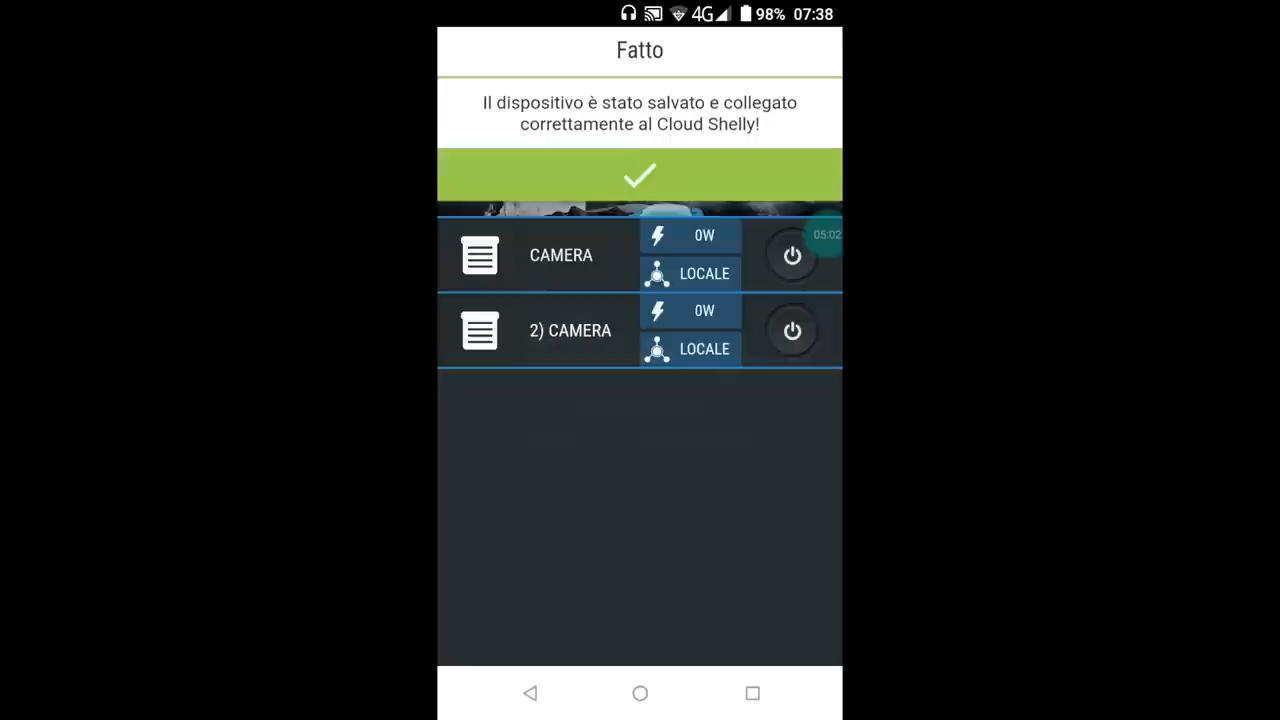 4G 98% 07:38
Fatto
Il dispositivo è stato salvato e collegato
correttamente al Cloud Shelly!
0W
05:02
CAMERA
LOCALE
0W
2) CAMERA
LOCALE